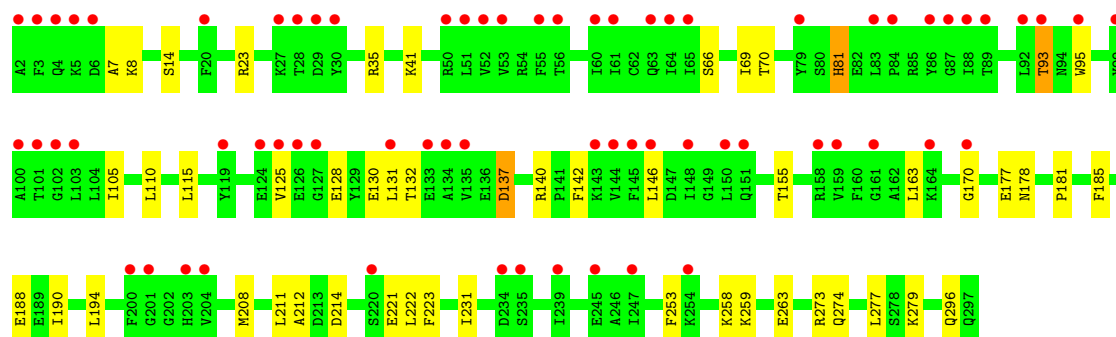 A2 F3 Q4 K5 D6 A7 K8 S14 F20 R23 K27 T28 D29 Y30 R35 K41 R50 L51 V52 V53 R54 F55 T56 I60 I61 C62 Q63 I64 I65 S66 I69 T70 Y79 S80 H81 E82 L83 P84 R85 Y86 G87 I88 T89 L92 T93 N94 W95
A100 T101 G102 L103 L104 I105 L110 L115 Y119 E124 V125 E126 G127 E128 Y129 E130 L131 T132 E133 A134 V135 E136 D137 R140 P141 F142 K143 V144 F145 L146 D147 I148 G149 L150 Q151 T155 R158 V159 F160 G161 A162 L163 K164 G170 E177 N178 P181 F185
E188 E189 I190 L194 F200 G201 G202 H203 V204 M208 L211 A212 D213 D214 S220 E221 L222 F223 I231 D234 S235 I239 E245 A246 I247 F253 K254 K258 K259 E263 R273 Q274 L277 S278 K279 Q296 Q297